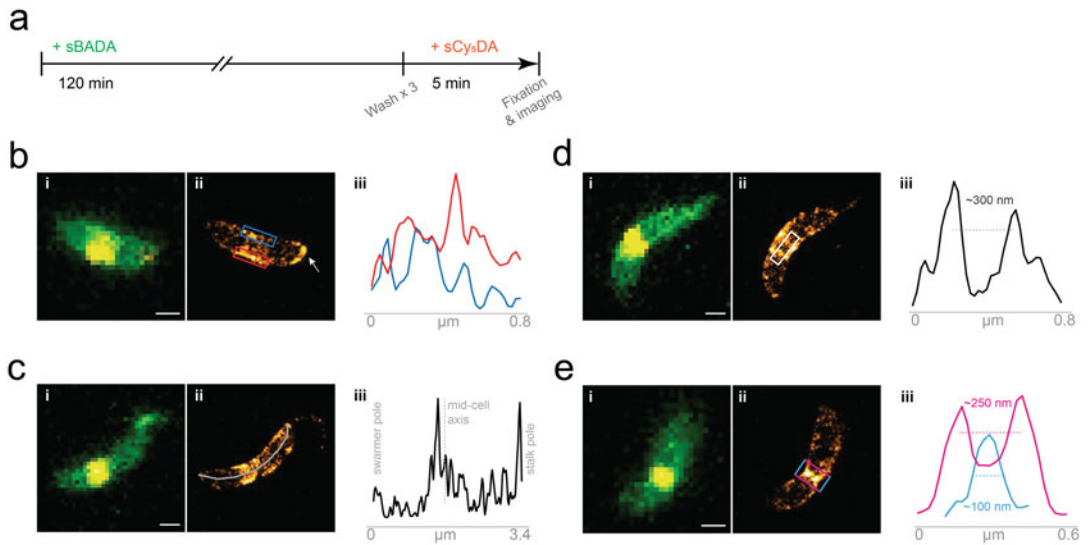 a
+ sBADA
+ sCy₅DA
120 min
5 min
Wash x 3
Fixation
& imaging
b
i
ii
iii
0
µm
0.8
d
i
ii
iii
~300 nm
0
µm
0.8
c
i
ii
iii
swarmer pole
mid-cell
axis
stalk pole
0
µm
3.4
e
i
ii
iii
~250 nm
~100 nm
0
µm
0.6